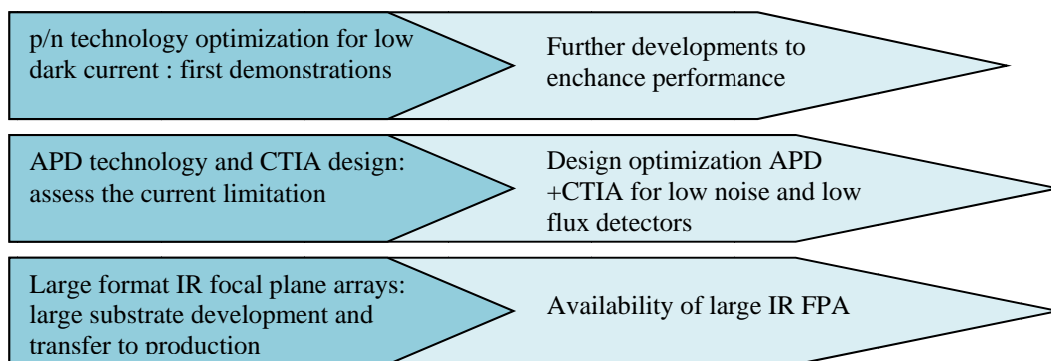 p/n technology optimization for low
dark current : first demonstrations
Further developments to
enchance performance
APD technology and CTIA design:
assess the current limitation
Design optimization APD
+CTIA for low noise and low
flux detectors
Large format IR focal plane arrays:
large substrate development and
transfer to production
Availability of large IR FPA